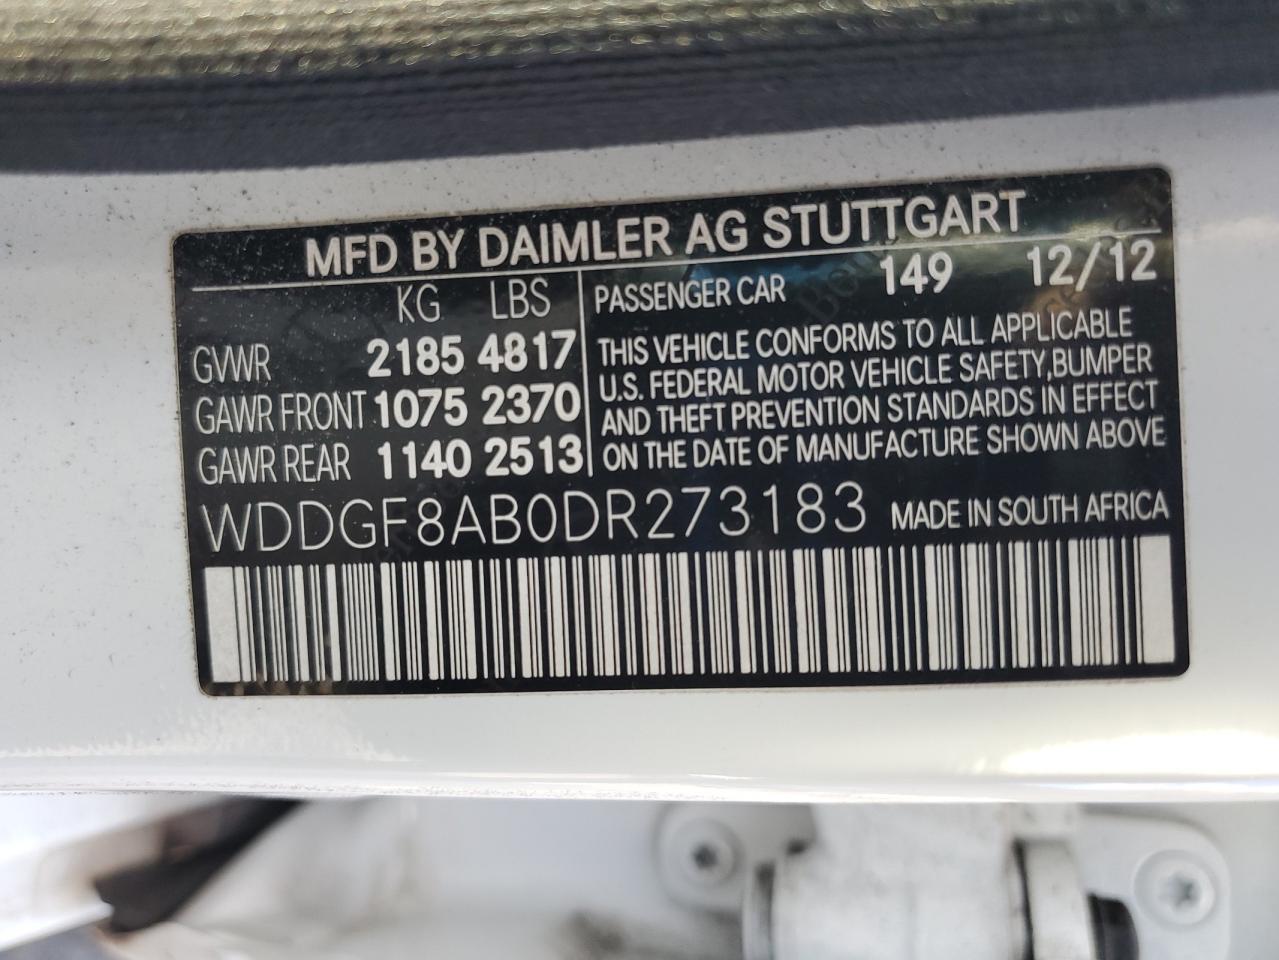 MFD BY DAIMLER AG STUTTGART
KG LBS
GVWR 2185 4817
GAWR FRONT 1075 2370
GAWR REAR 1140 2513
PASSENGER CAR 149 12/12
THIS VEHICLE CONFORMS TO ALL APPLICABLE
U.S. FEDERAL MOTOR VEHICLE SAFETY,BUMPER
AND THEFT PREVENTION STANDARDS IN EFFECT
ON THE DATE OF MANUFACTURE SHOWN ABOVE
WDDGF8AB0DR273183 MADE IN SOUTH AFRICA